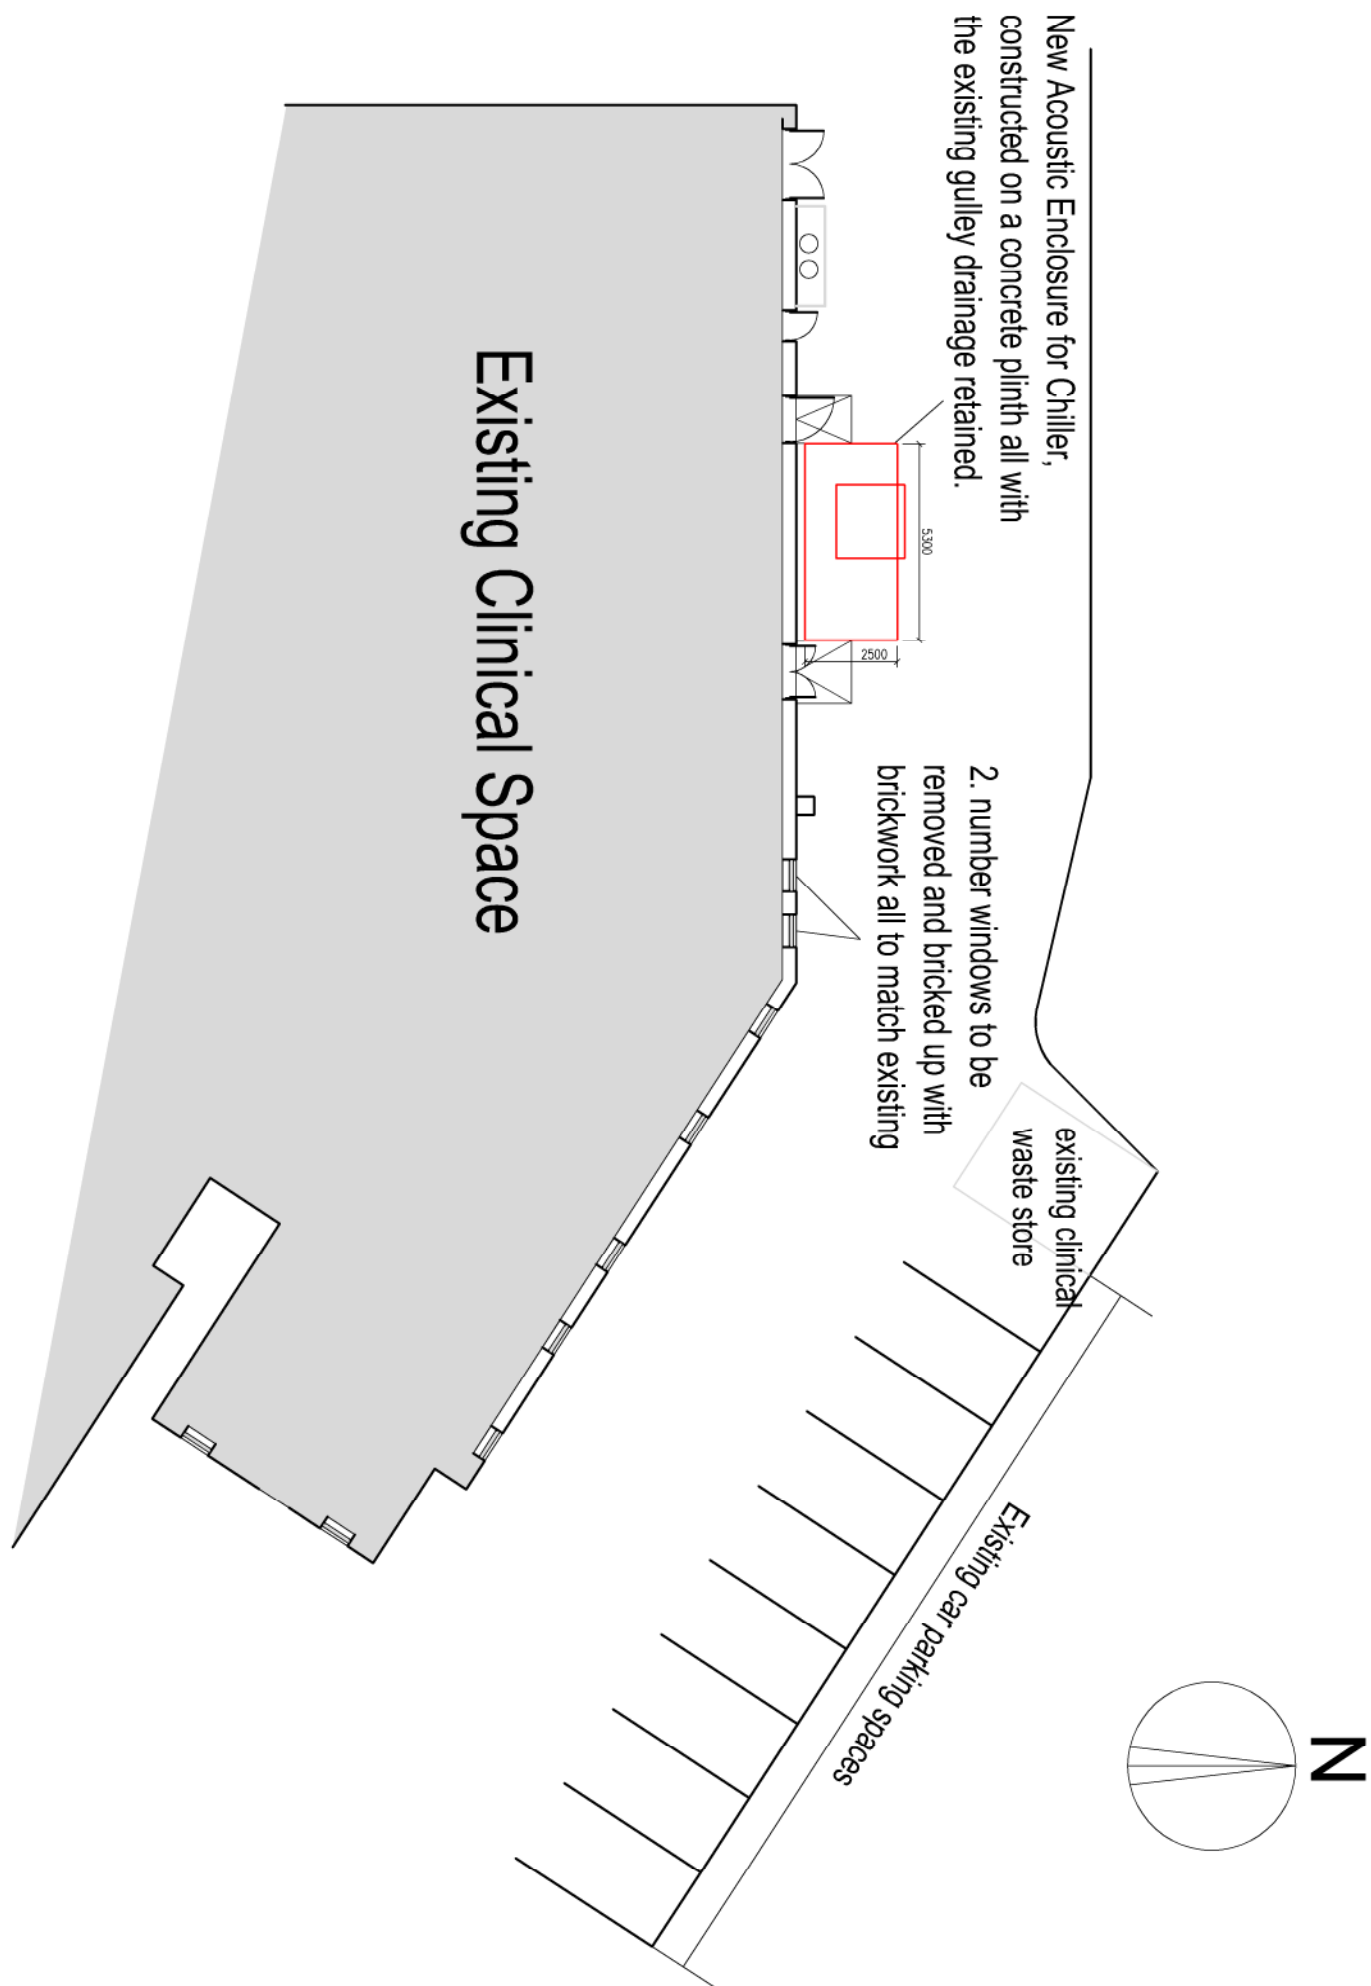 New Acoustic Enclosure for Chiller,
constructed on a concrete plinth all with
the existing gulley drainage retained.
5300
2500
2. number windows to be
removed and bricked up with
brickwork all to match existing
existing clinical
waste store
Existing Clinical Space
Existing car parking spaces
N